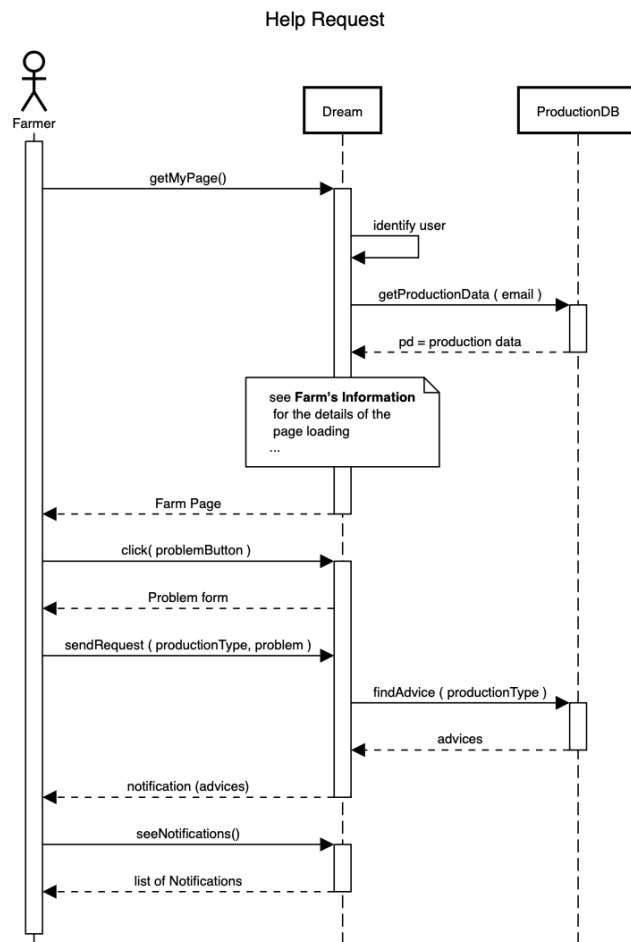 Help Request
Farmer
Dream
ProductionDB
getMyPage()
identify user
getProductionData ( email )
pd = production data
see Farm's Information
for the details of the
page loading
...
Farm Page
click( problemButton )
Problem form
sendRequest ( productionType, problem )
findAdvice ( productionType )
advices
notification (advices)
seeNotifications()
list of Notifications